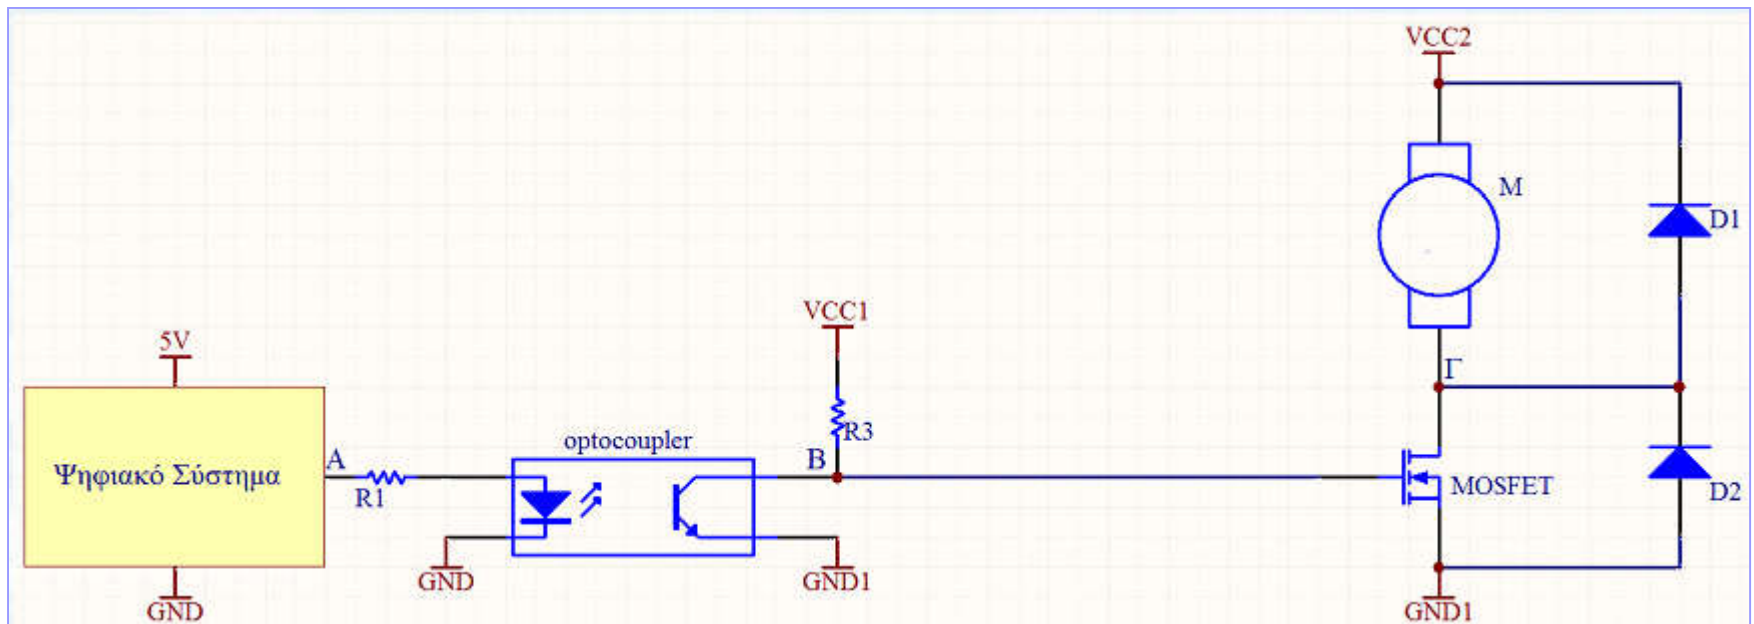 VCC2
M
D1
VCC1
Γ
5V
R3
optocoupler
A
B
Ψηφιακό Σύστημα
R1
MOSFET
D2
GND
GND1
GND
GND1